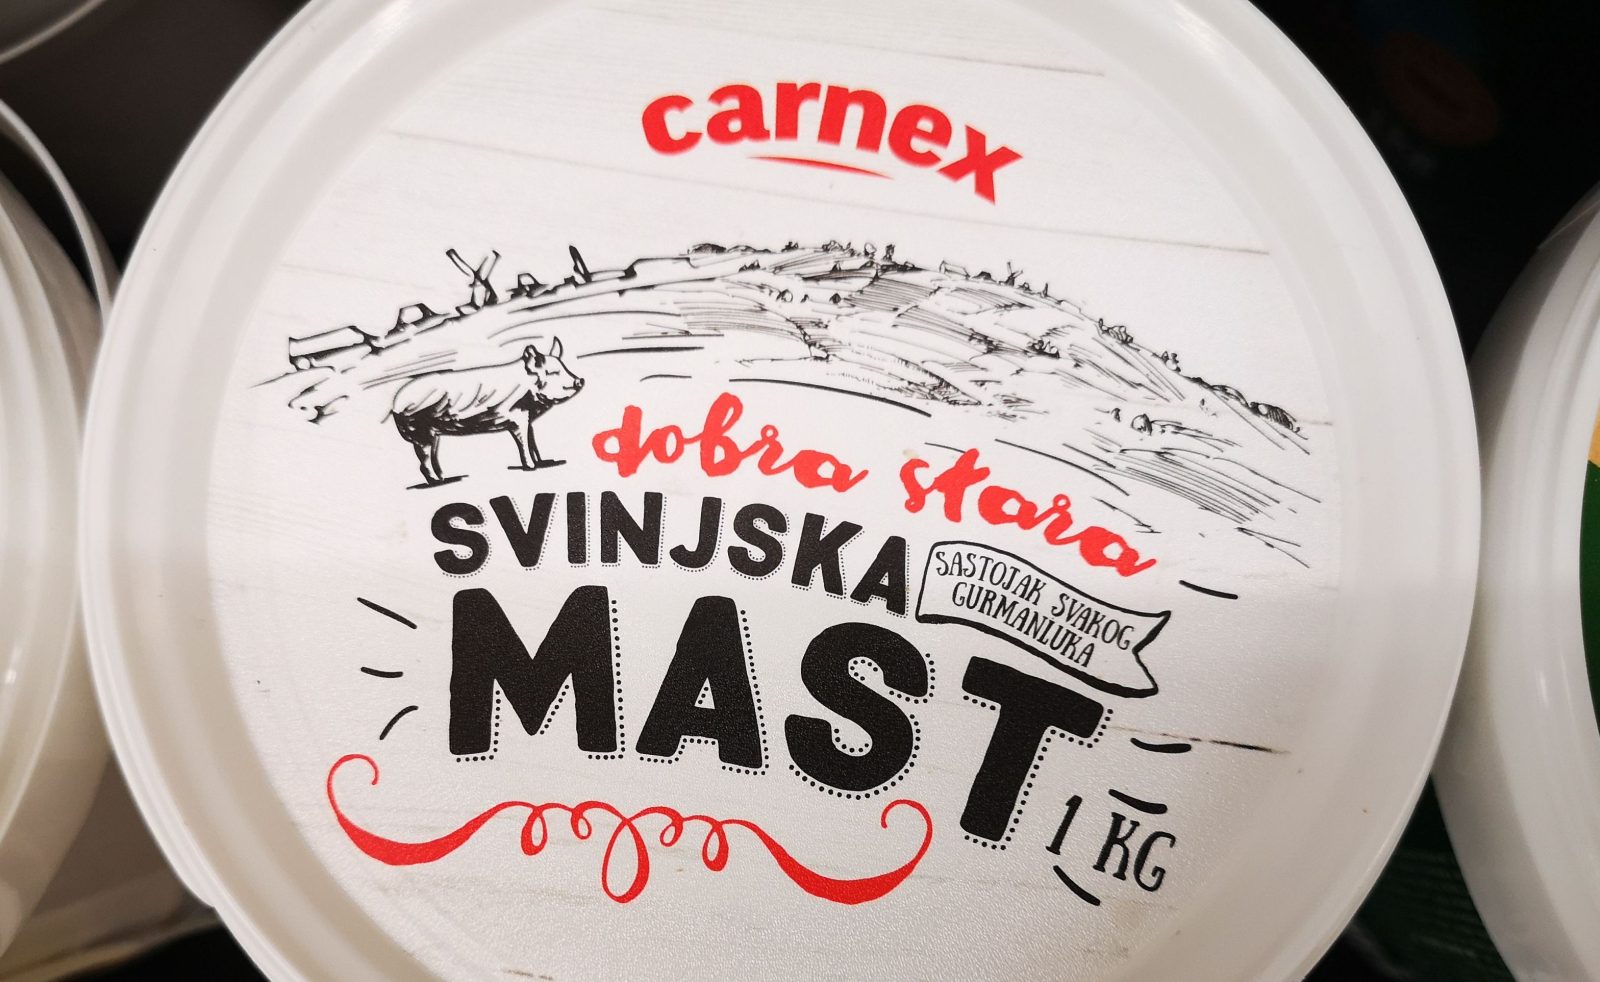 carnex
dobra stara
SVINJSKA
MAST
SASTOJAK SVAKOG
GURMANLUKA
1 KG